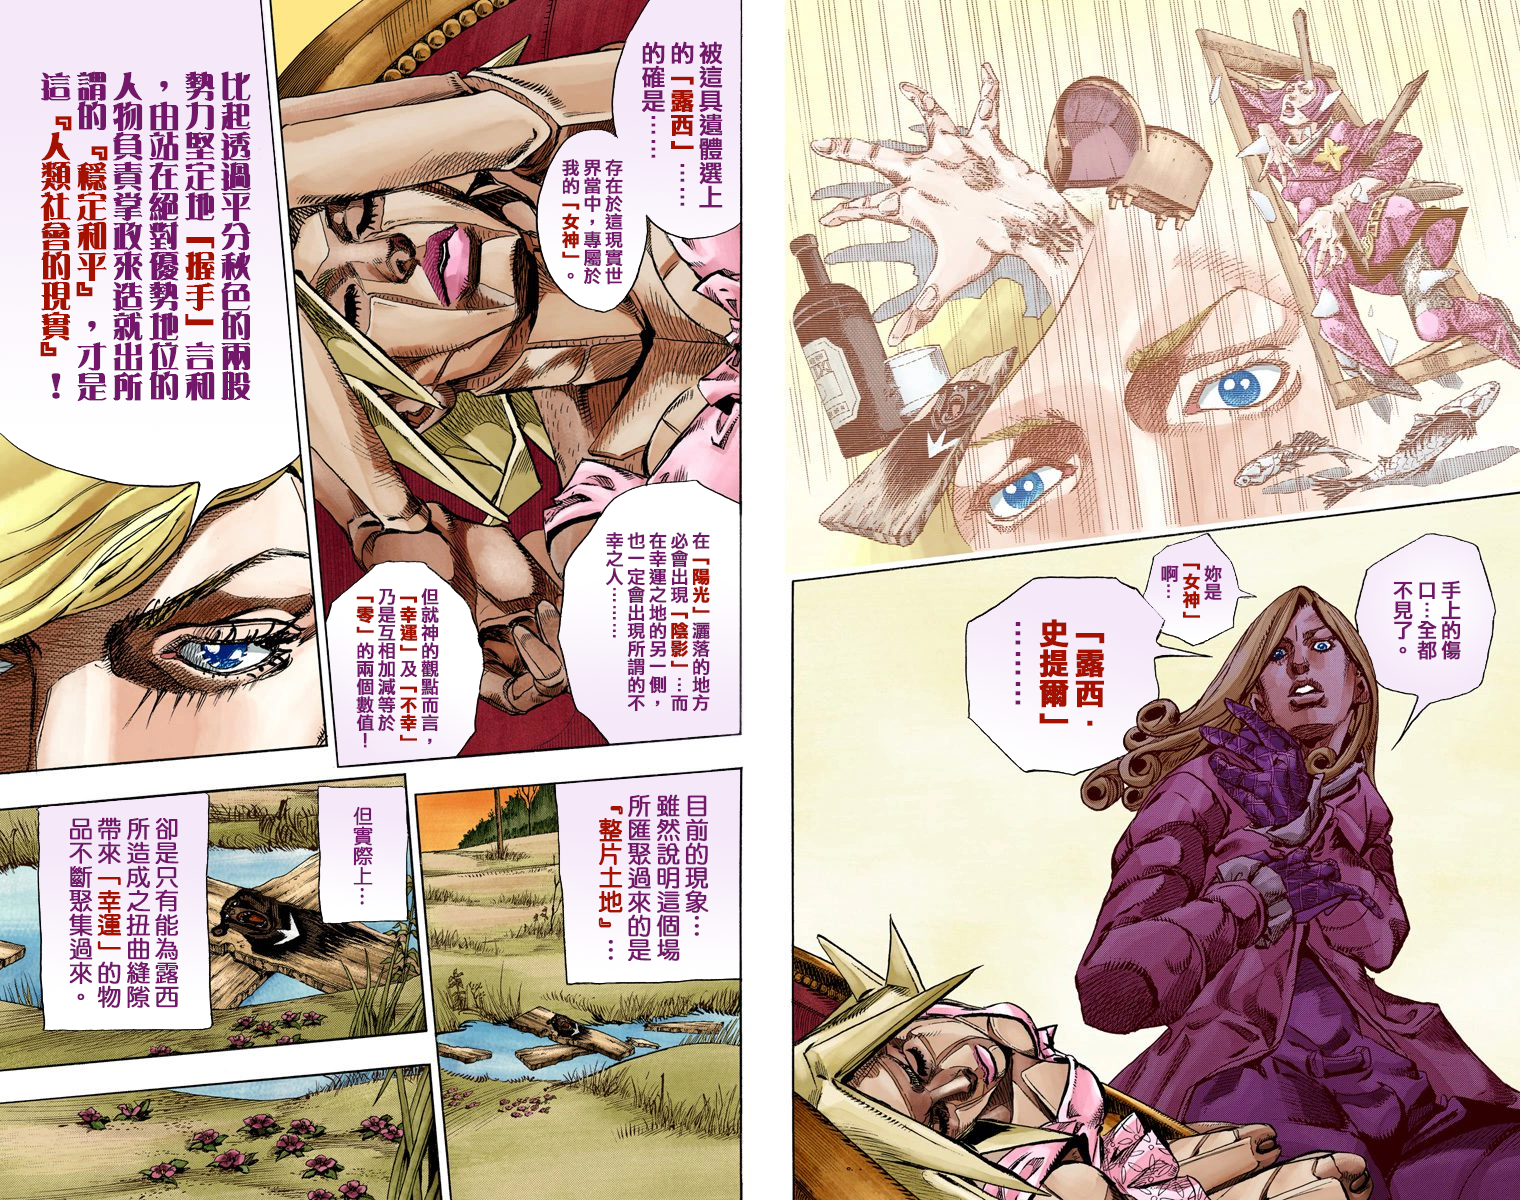 手上的傷
口…全都
不見了。
妳是
「女神」
啊…
「露西‧
史提爾」
………
被這具遺體選上
的「露西」……
的確是……
存在於這現實世
界當中，專屬於
我的「女神」。
在「陽光」灑落的地方
必會出現「陰影」…而
在幸運之地的另一側，
也一定會出現所謂的不
幸之人………
但就神的觀點而言，
「幸運」及「不幸」
乃是互相加減等於
「零」的兩個數值！
比起透過平分秋色的兩股
勢力堅定地「握手」言和
，由站在絕對優勢地位的
人物負責掌政來造就出所
謂的『穩定和平』，才是
這『人類社會的現實』！
目前的現象…
雖然說明這個場
所匯聚過來的是
『整片土地』…
但實際上…
卻是只有能為露西
所造成之扭曲縫隙
帶來「幸運」的物
品不斷聚集過來。